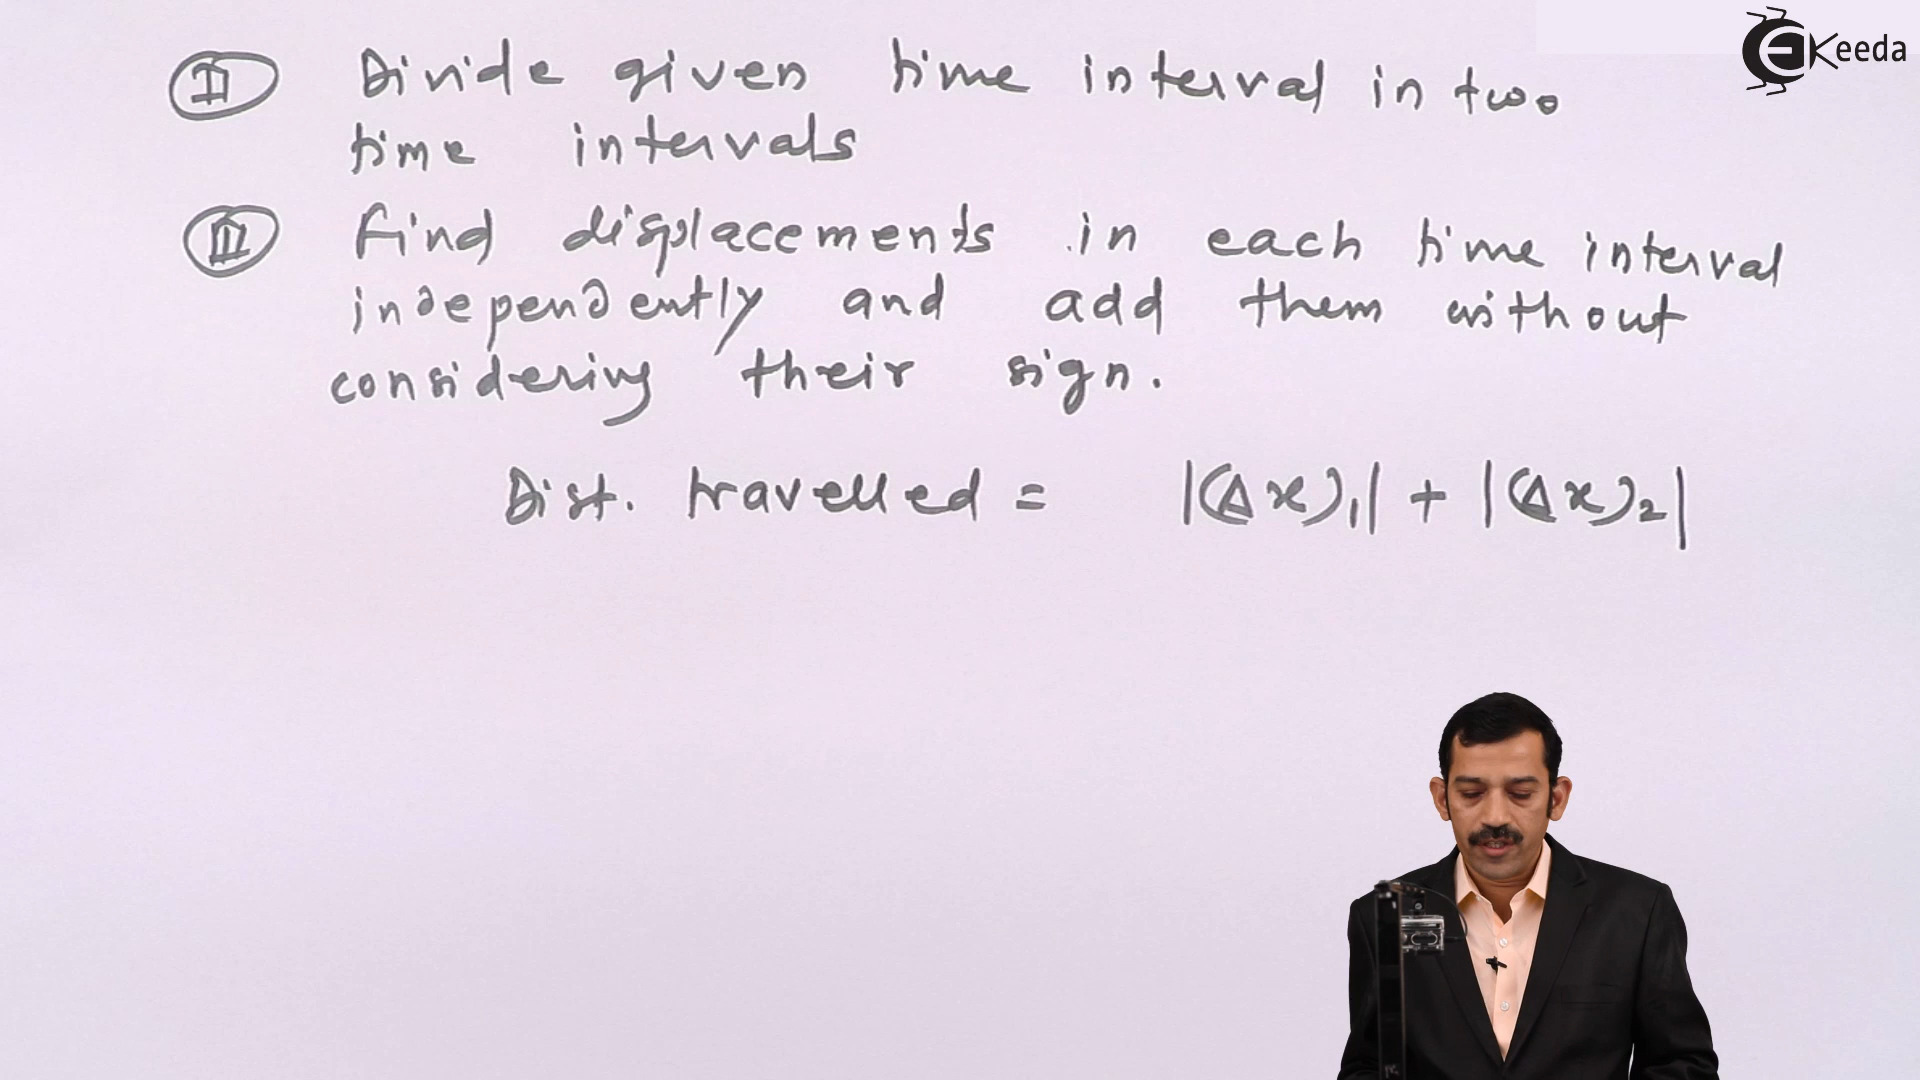 Ekeeda
II Divide given time interval in two
time intervals
III Find displacements in each time interval
independently and add them without
considering their sign.
Dist. travelled = |(Δx)₁| + |(Δx)₂|